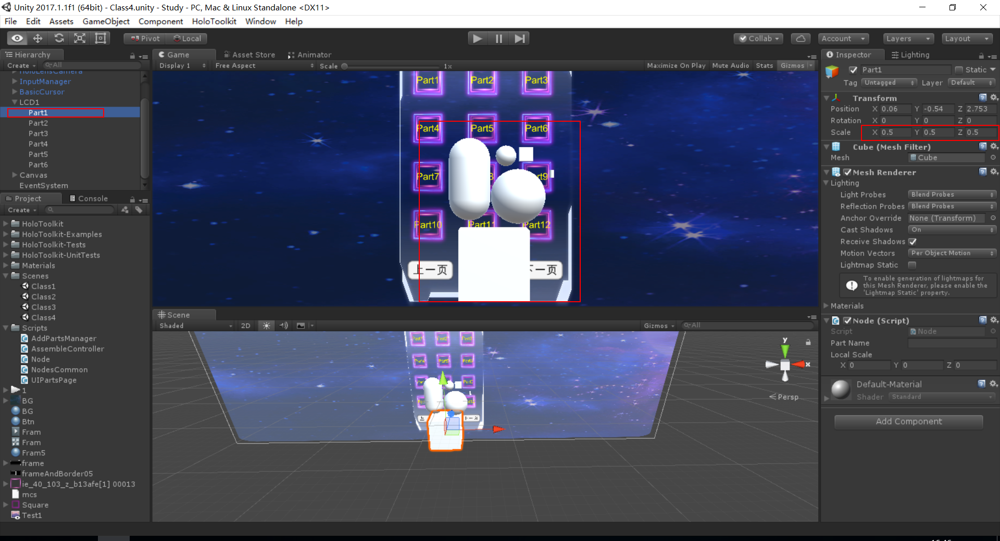 Unity 2017.1.1f1 (64bit) - Class4.unity - Study - PC, Mac & Linux Standalone <DX11>
File Edit Assets GameObject Component HoloToolkit Window Help
Pivot Local Collab Account Layers Layout
Hierarchy
Create All
HoloLensCamera
InputManager
BasicCursor
LCD1
Part1
Part2
Part3
Part4
Part5
Part6
Canvas
EventSystem
Project Console
Create
HoloToolkit
HoloToolkit-Examples
HoloToolkit-Tests
HoloToolkit-UnitTests
Materials
Scenes
Class1
Class2
Class3
Class4
Scripts
AddPartsManager
AssembleController
Node
NodesCommon
UIPartsPage
1
BG
BG
Btn
Fram
Fram
Fram5
frame
frameAndBorder05
ie_40_103_z_b13afe[1] 00013
mcs
Square
Test1
Game Asset Store Animator
Display 1 Free Aspect Scale 1x Maximize On Play Mute Audio Stats Gizmos
Part1 Part2 Part3
Part4 Part5 Part6
Part7 8 rt9
Part10 Part11 Part12
上一页 下一页
Scene
Shaded 2D Gizmos All
Part1 Part2 Part3
Part4 Part5 Part6
y
x
Persp
Inspector Lighting
Part1 Static
Tag Untagged Layer Default
Transform
Position X 0.06 Y -0.54 Z 2.753
Rotation X 0 Y 0 Z 0
Scale X 0.5 Y 0.5 Z 0.5
Cube (Mesh Filter)
Mesh Cube
Mesh Renderer
Lighting
Light Probes Blend Probes
Reflection Probes Blend Probes
Anchor Override None (Transform)
Cast Shadows On
Receive Shadows
Motion Vectors Per Object Motion
Lightmap Static
To enable generation of lightmaps for
this Mesh Renderer, please enable the
'Lightmap Static' property.
Materials
Node (Script)
Script Node
Part Name
Local Scale
X 0 Y 0 Z 0
Default-Material
Shader Standard
Add Component